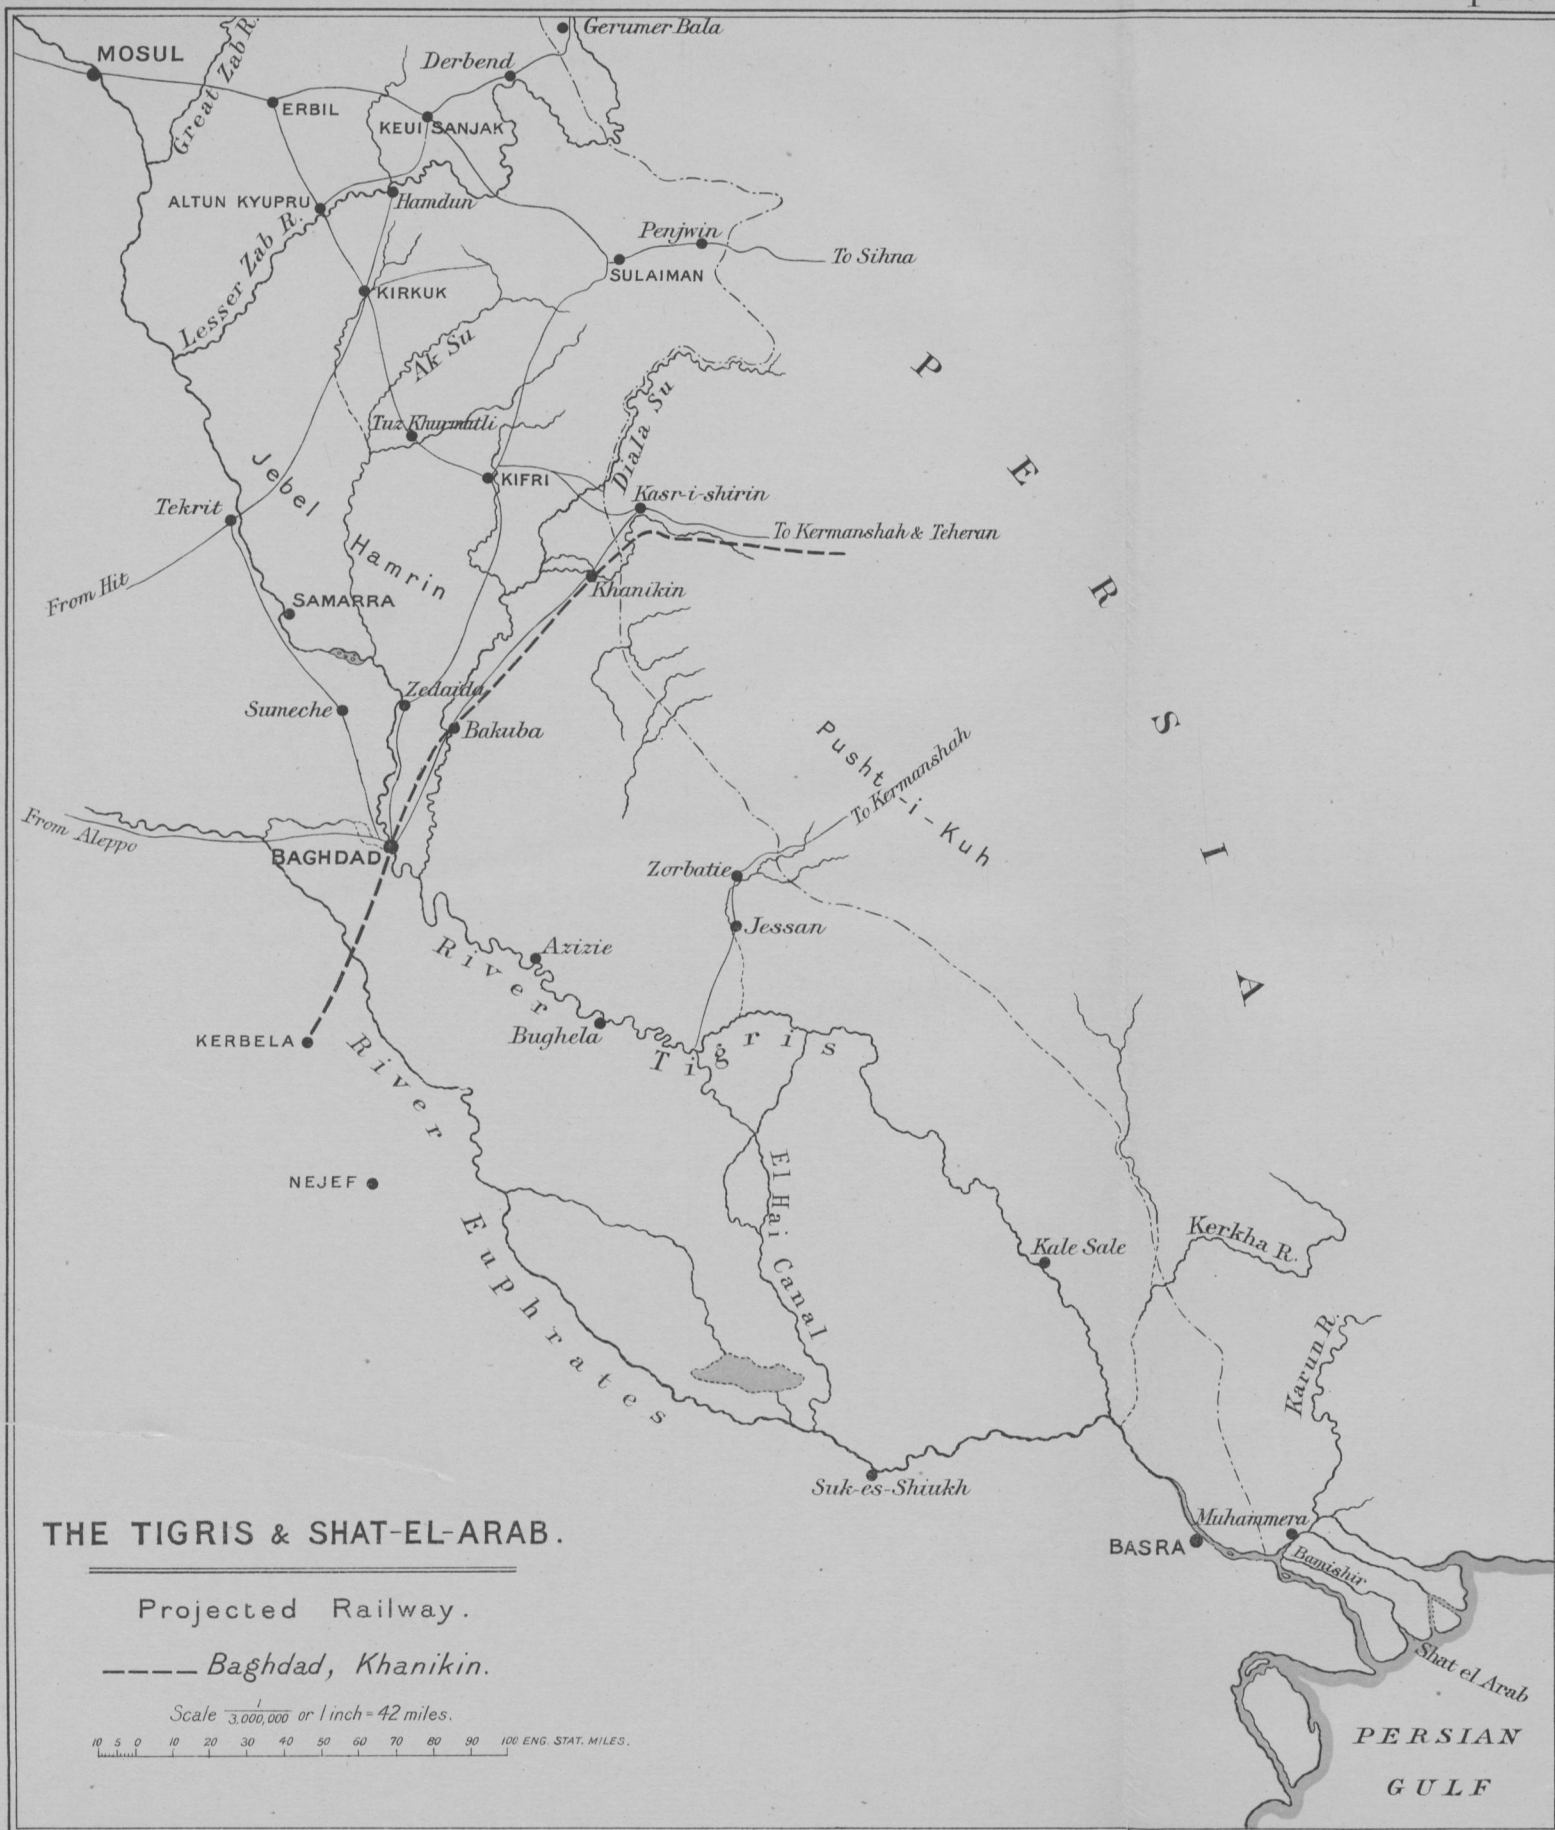 Gerumer Bala
MOSUL
Great Zab R.
Derbend
ERBIL
KEUI SANJAK
ALTUN KYUPRU
Hamdun
Lesser Zab R.
Penjwin
To Sihna
SULAIMAN
KIRKUK
Ak Su
PERSIA
Diala Su
Tuz Khurmatli
Jebel Hamrin
KIFRI
Kasr-i-shirin
Tekrit
To Kermanshah & Teheran
From Hit
Khanikin
SAMARRA
Zedaida
Sumeche
Bakuba
Pusht-i-Kuh
To Kermanshah
From Aleppo
BAGHDAD
Zorbatie
Jessan
Azizie
River Tigris
Bughela
KERBELA
River Euphrates
NEJEF
El Hai Canal
Kale Sale
Kerkha R.
Karun R.
Suk-es-Shiukh
Muhammera
BASRA
Bamishir
Shat el Arab
PERSIAN
GULF
THE TIGRIS & SHAT-EL-ARAB.
Projected Railway.
Baghdad, Khanikin.
Scale 1/3,000,000 or 1 inch = 42 miles.
10 5 0 10 20 30 40 50 60 70 80 90 100 ENG. STAT. MILES.